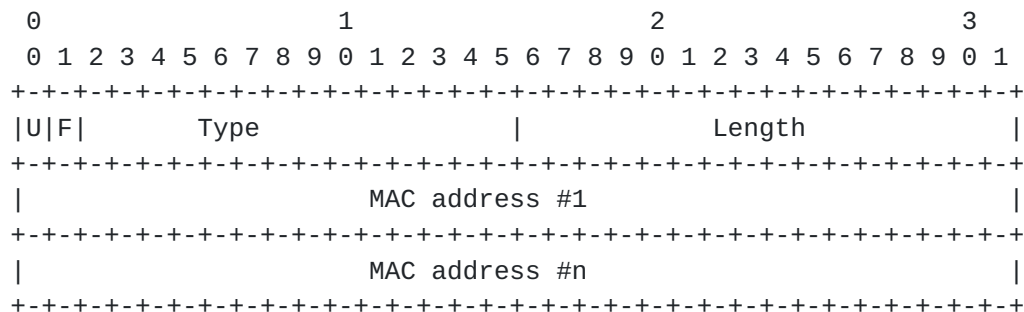 0                   1                   2                   3
 0 1 2 3 4 5 6 7 8 9 0 1 2 3 4 5 6 7 8 9 0 1 2 3 4 5 6 7 8 9 0 1
+-+-+-+-+-+-+-+-+-+-+-+-+-+-+-+-+-+-+-+-+-+-+-+-+-+-+-+-+-+-+-+-+
|U|F|       Type                |            Length             |
+-+-+-+-+-+-+-+-+-+-+-+-+-+-+-+-+-+-+-+-+-+-+-+-+-+-+-+-+-+-+-+-+
|                      MAC address #1                           |
+-+-+-+-+-+-+-+-+-+-+-+-+-+-+-+-+-+-+-+-+-+-+-+-+-+-+-+-+-+-+-+-+
|                      MAC address #n                           |
+-+-+-+-+-+-+-+-+-+-+-+-+-+-+-+-+-+-+-+-+-+-+-+-+-+-+-+-+-+-+-+-+